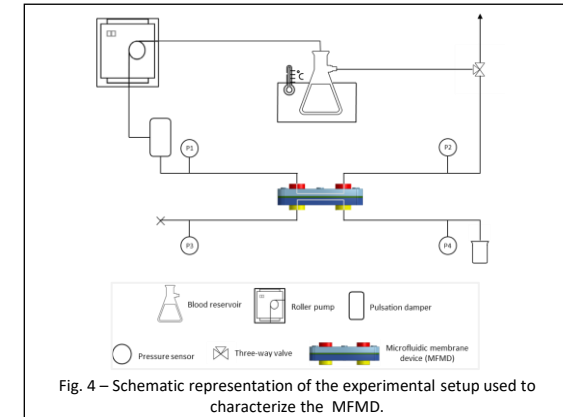 °C
P1
P2
P3
P4
Blood reservoir
Roller pump
Pulsation damper
Pressure sensor
Three-way valve
Microfluidic membrane
device (MFMD)
Fig. 4 – Schematic representation of the experimental setup used to
characterize the MFMD.